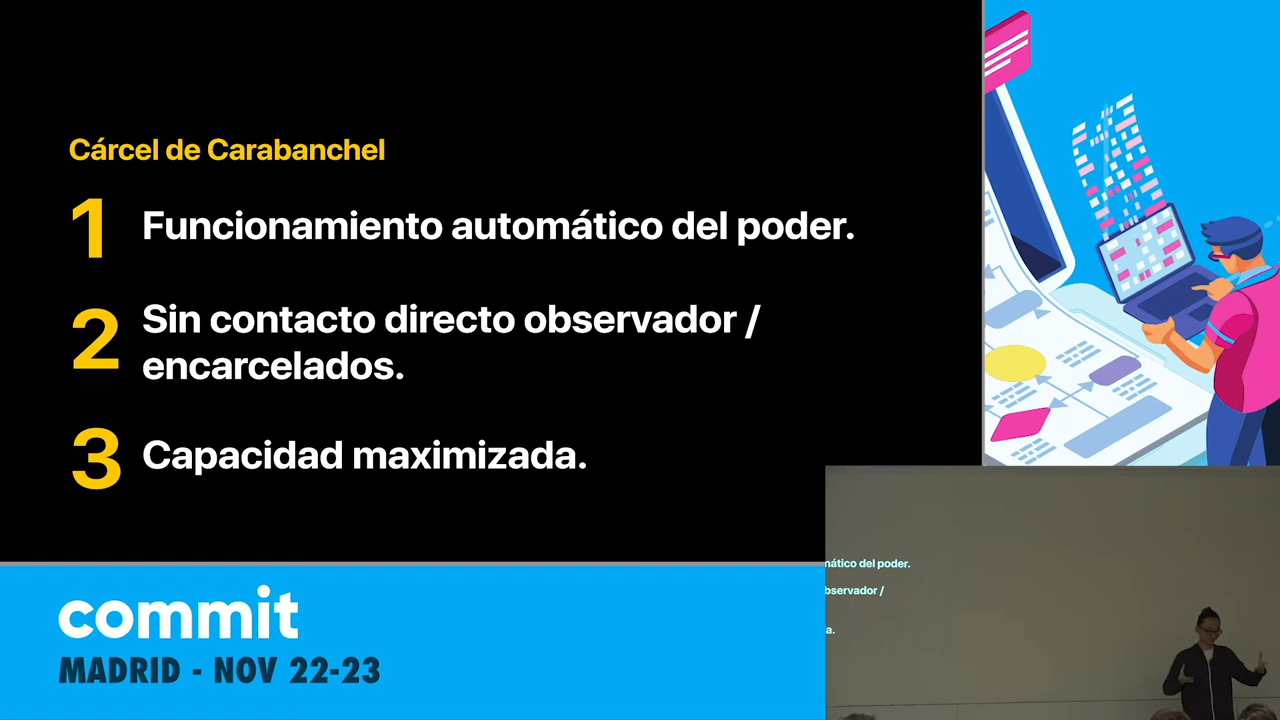 Cárcel de Carabanchel
1 Funcionamiento automático del poder.
2 Sin contacto directo observador /
encarcelados.
3 Capacidad maximizada.
commit
MADRID - NOV 22-23
mático del poder.
bservador /
a.